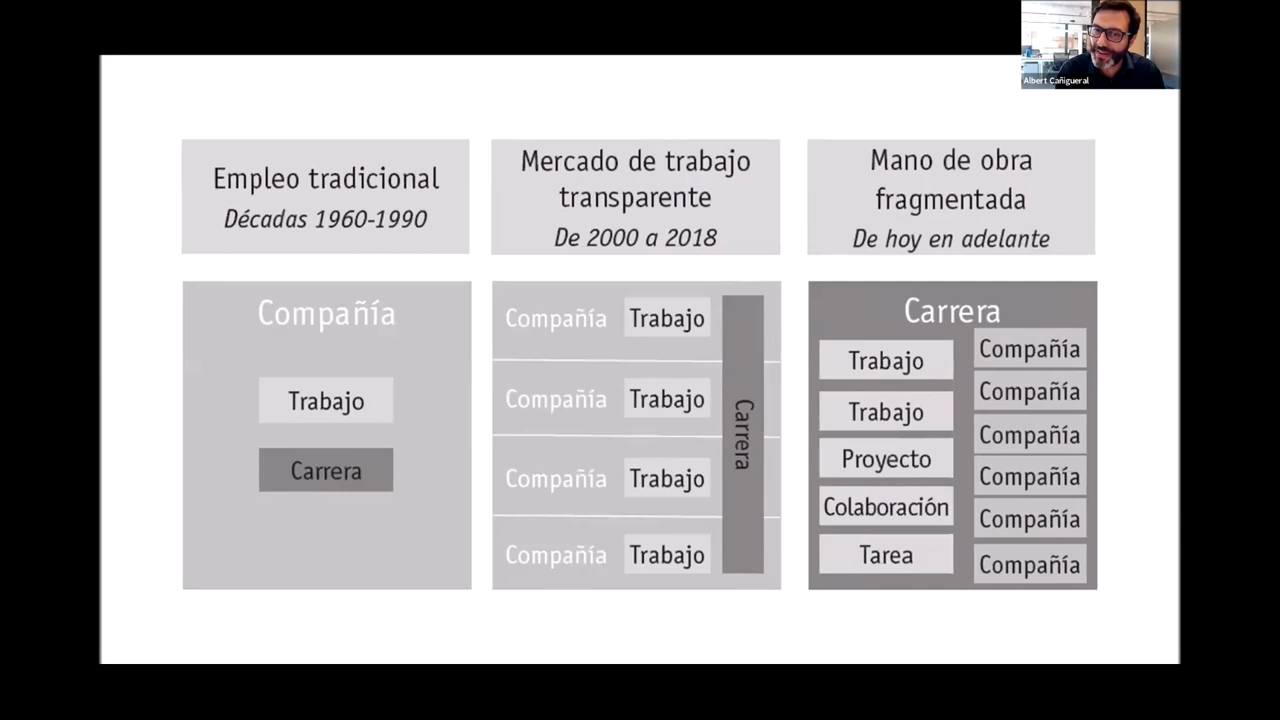 Albert Cañigueral
Empleo tradicional
Décadas 1960-1990
Mercado de trabajo
transparente
De 2000 a 2018
Mano de obra
fragmentada
De hoy en adelante
Compañía
Trabajo
Carrera
Compañía Trabajo
Compañía Trabajo
Compañía Trabajo
Compañía Trabajo
Carrera
Carrera
Trabajo
Trabajo
Proyecto
Colaboración
Tarea
Compañía
Compañía
Compañía
Compañía
Compañía
Compañía